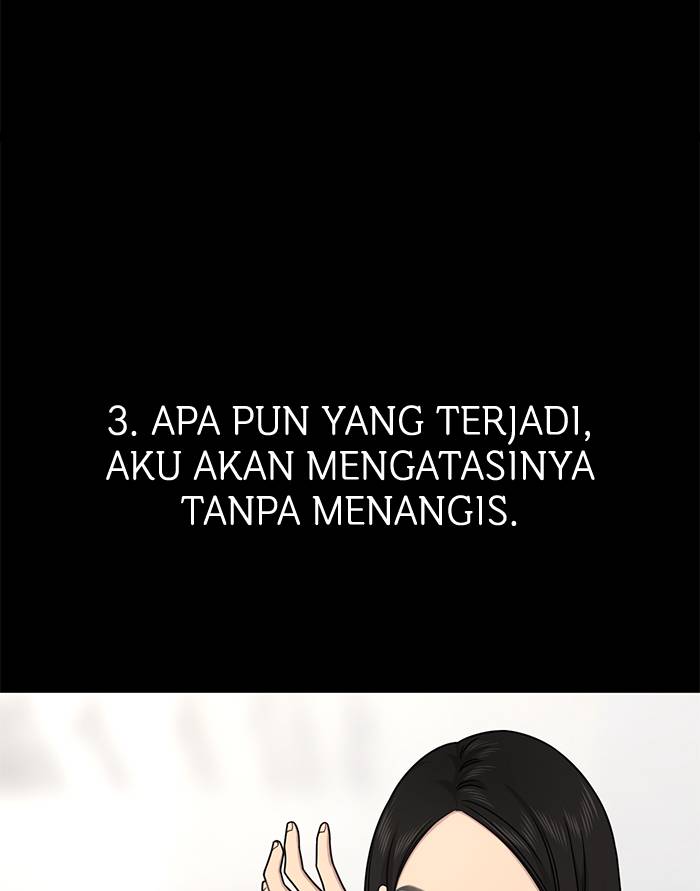 3. APA PUN YANG TERJADI,
AKU AKAN MENGATASINYA
TANPA MENANGIS.